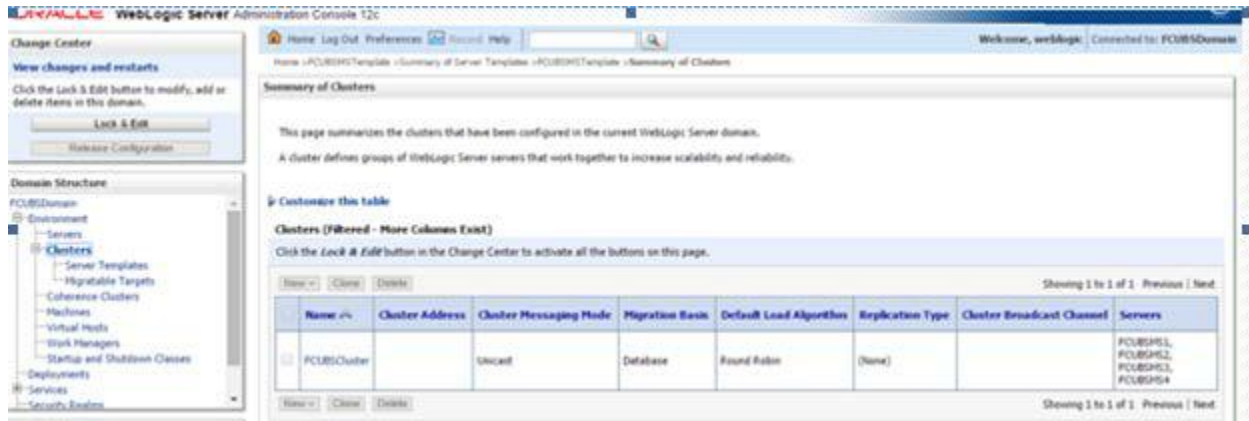 ORACLE WebLogic Server Administration Console 12c
Change Center
View changes and restarts
Click the Lock & Edit button to modify, add or
delete items in this domain.
Lock & Edit
Release Configuration
Domain Structure
FCUBSDomain
Environment
Servers
Clusters
Server Templates
Migratable Targets
Coherence Clusters
Machines
Virtual Hosts
Work Managers
Startup and Shutdown Classes
Deployments
Services
Security Realms
Home Log Out Preferences Record Help
Welcome, weblogic Connected to: FCUBSDomain
Home >FCUBSMSTemplate >Summary of Server Templates >FCUBSMSTemplate >Summary of Clusters
Summary of Clusters
This page summarizes the clusters that have been configured in the current WebLogic Server domain.
A cluster defines groups of WebLogic Server servers that work together to increase scalability and reliability.
Customize this table
Clusters (Filtered - More Columns Exist)
Click the Lock & Edit button in the Change Center to activate all the buttons on this page.
New Clone Delete
Showing 1 to 1 of 1 Previous | Next
Name Cluster Address Cluster Messaging Mode Migration Basis Default Load Algorithm Replication Type Cluster Broadcast Channel Servers
FCUBSCluster Unicast Database Round Robin (None) FCUBSMS1,
FCUBSMS2,
FCUBSMS3,
FCUBSMS4
New Clone Delete
Showing 1 to 1 of 1 Previous | Next